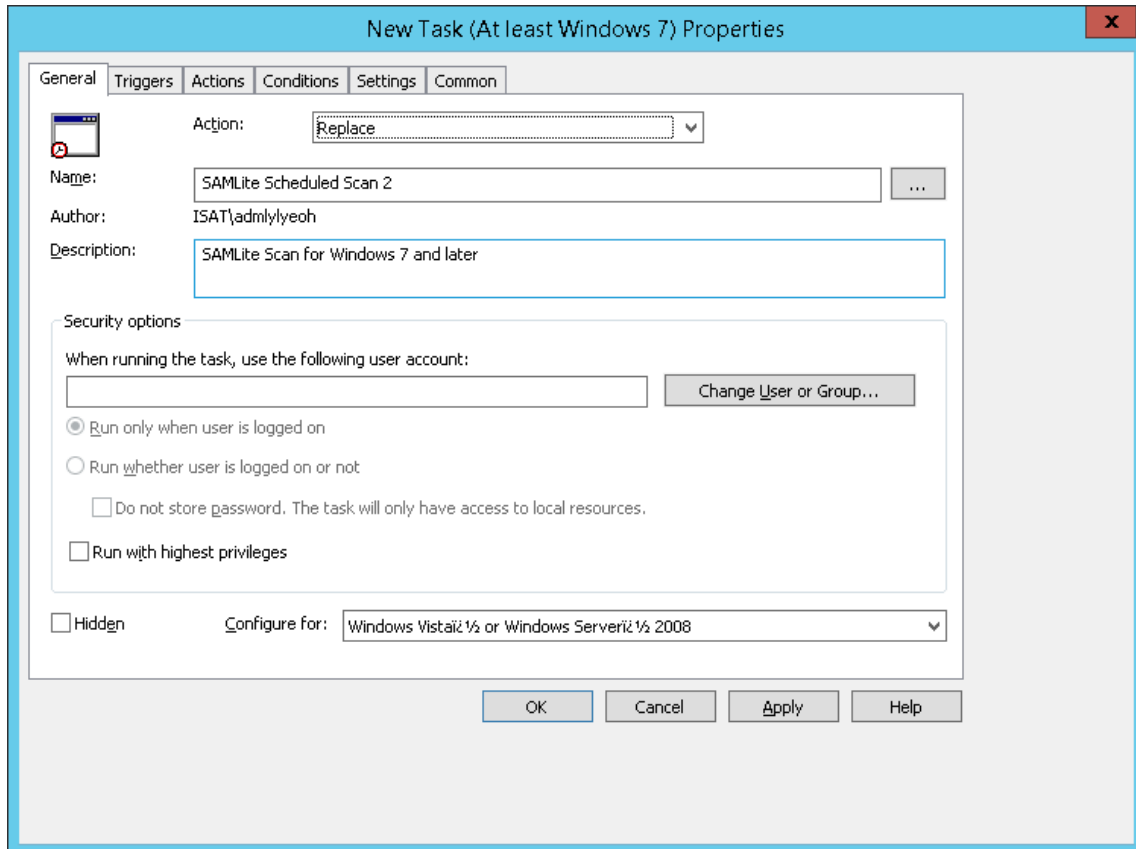 New Task (At least Windows 7) Properties
x
General Triggers Actions Conditions Settings Common
Action: Replace
Name: SAMLite Scheduled Scan 2 ...
Author: ISAT\admlylyeoh
Description: SAMLite Scan for Windows 7 and later
Security options
When running the task, use the following user account:
Change User or Group...
Run only when user is logged on
Run whether user is logged on or not
Do not store password. The task will only have access to local resources.
Run with highest privileges
Hidden Configure for: Windows Vistaï¿½ or Windows Serverï¿½ 2008
OK Cancel Apply Help